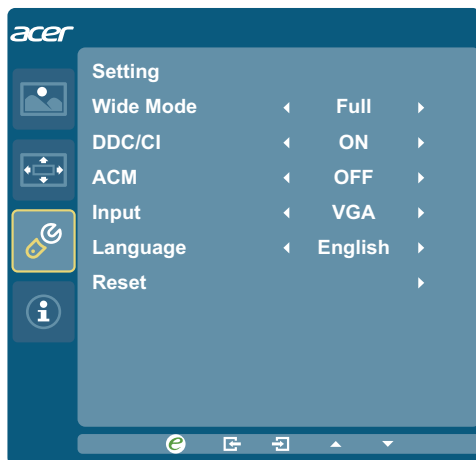 acer
Setting
Wide Mode Full
DDC/CI ON
ACM OFF
Input VGA
Language English
Reset
i
e